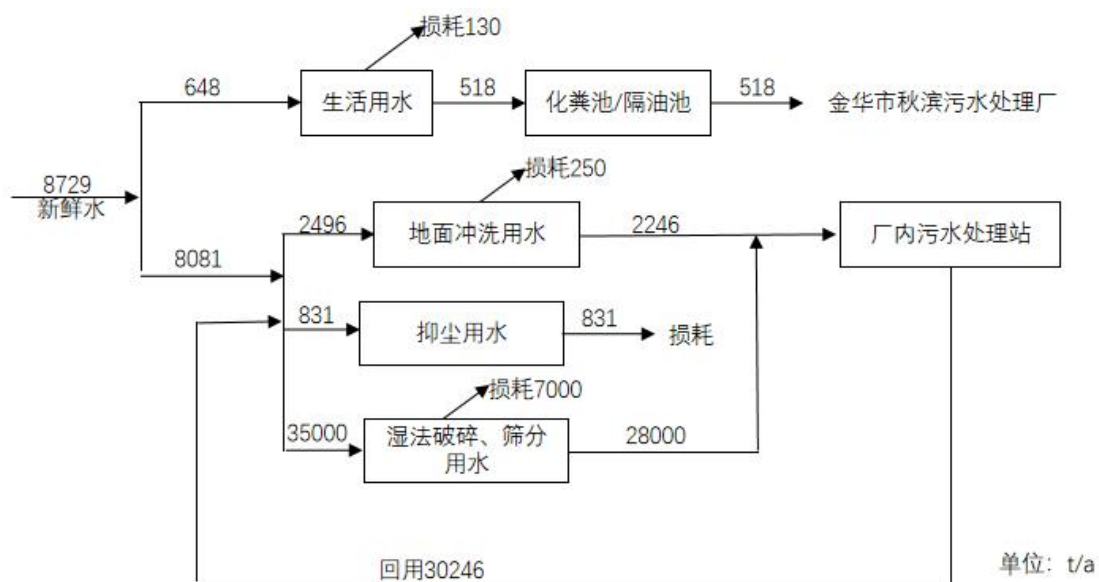 损耗130
648
生活用水
518
化粪池/隔油池
518
金华市秋滨污水处理厂
8729
新鲜水
损耗250
2496
地面冲洗用水
2246
厂内污水处理站
8081
831
抑尘用水
831
损耗
损耗7000
35000
湿法破碎、筛分
用水
28000
回用30246
单位：t/a